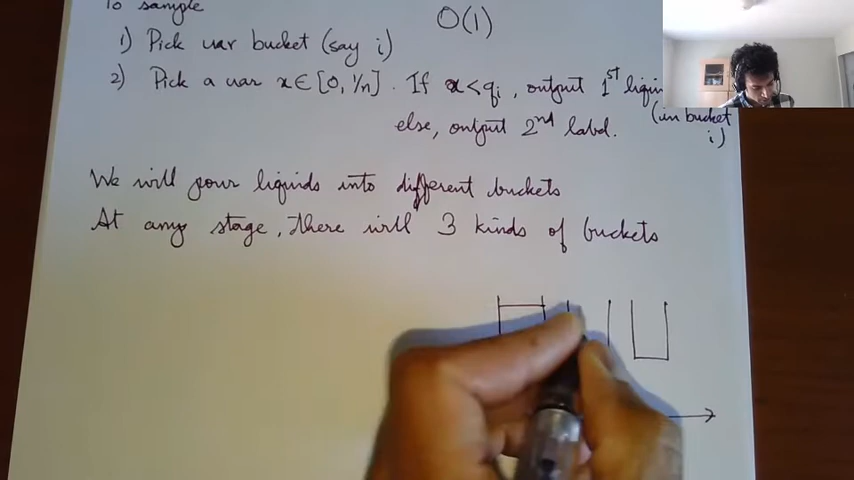 To sample
O(1)
1) Pick uar bucket (say i)
2) Pick a uar x ∈ [0, 1/n]. If x < qᵢ, output 1st
(in bucket
else, output 2nd label.
i)
We will pour liquids into different buckets
At any stage, there will 3 kinds of buckets